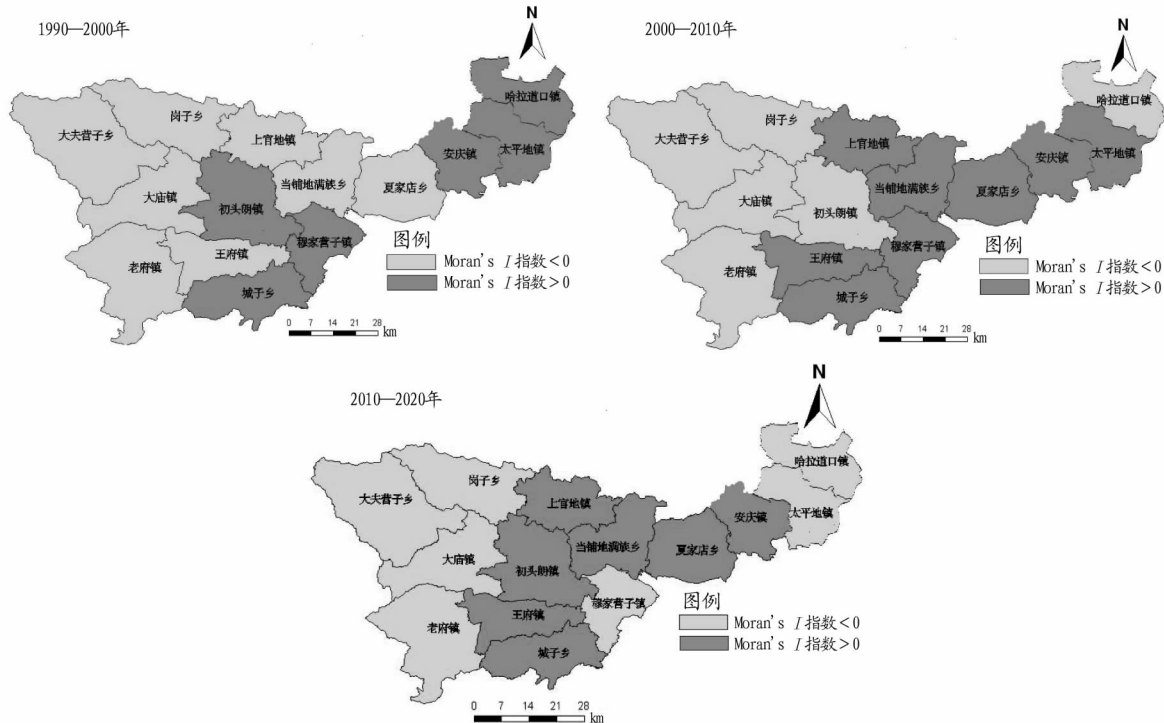 1990—2000年
N
哈拉道口镇
岗子乡
大夫营子乡
上官地镇
安庆镇
太平地镇
当铺地满族乡
夏家店乡
大庙镇
初头朗镇
穆家营子镇
王府镇
老府镇
城子乡
图例
Moran's I 指数<0
Moran's I 指数>0
0 7 14 21 28
km
2000—2010年
N
哈拉道口镇
岗子乡
大夫营子乡
上官地镇
安庆镇
太平地镇
当铺地满族乡
夏家店乡
大庙镇
初头朗镇
穆家营子镇
王府镇
老府镇
城子乡
图例
Moran's I 指数<0
Moran's I 指数>0
0 7 14 21 28
km
2010—2020年
N
哈拉道口镇
岗子乡
大夫营子乡
上官地镇
安庆镇
太平地镇
当铺地满族乡
夏家店乡
大庙镇
初头朗镇
穆家营子镇
王府镇
老府镇
城子乡
图例
Moran's I 指数<0
Moran's I 指数>0
0 7 14 21 28
km